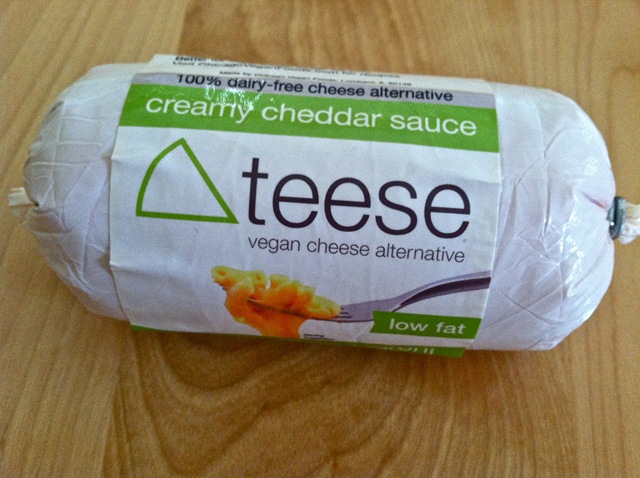 100% dairy-free cheese alternative
creamy cheddar sauce
teese
vegan cheese alternative
low fat